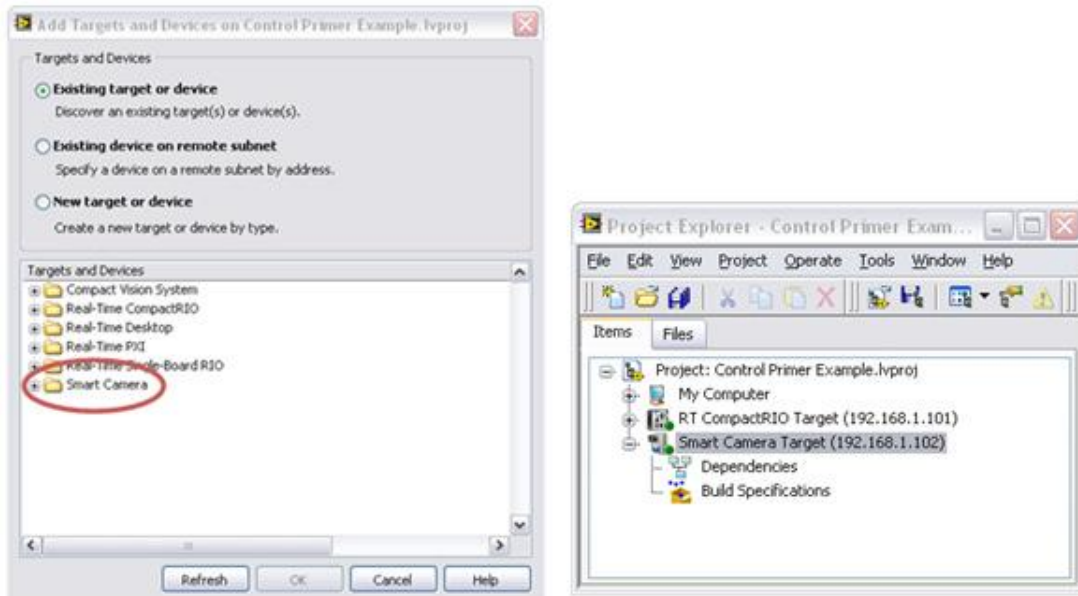 Add Targets and Devices on Control Primer Example.lvproj
Targets and Devices
Existing target or device
Discover an existing target(s) or device(s).
Existing device on remote subnet
Specify a device on a remote subnet by address.
New target or device
Create a new target or device by type.
Targets and Devices
Compact Vision System
Real-Time CompactRIO
Real-Time Desktop
Real-Time PXI
Real-Time Single-Board RIO
Smart Camera
Refresh OK Cancel Help
Project Explorer - Control Primer Exam...
File Edit View Project Operate Tools Window Help
Items Files
Project: Control Primer Example.lvproj
My Computer
RT CompactRIO Target (192.168.1.101)
Smart Camera Target (192.168.1.102)
Dependencies
Build Specifications